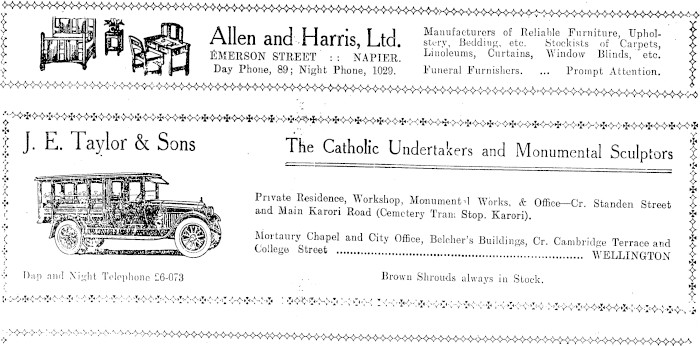 Allen and Harris, Ltd.
EMERSON STREET :: NAPIER.
Day Phone, 89; Night Phone, 1029.
Manufacturers of Reliable Furniture, Uphol-
stery, Bedding, etc. Stockists of Carpets,
Linoleums, Curtains, Window Blinds, etc.
Funeral Furnishers. ... Prompt Attention.
J. E. Taylor & Sons
The Catholic Undertakers and Monumental Sculptors
Private Residence, Workshop, Monumental Works, & Office—Cr. Standen Street
and Main Karori Road (Cemetery Tram Stop, Karori).
Mortaury Chapel and City Office, Belcher's Buildings, Cr. Cambridge Terrace and
College Street ................................................................ WELLINGTON
Dap and Night Telephone 26-073
Brown Shrouds always in Stock.